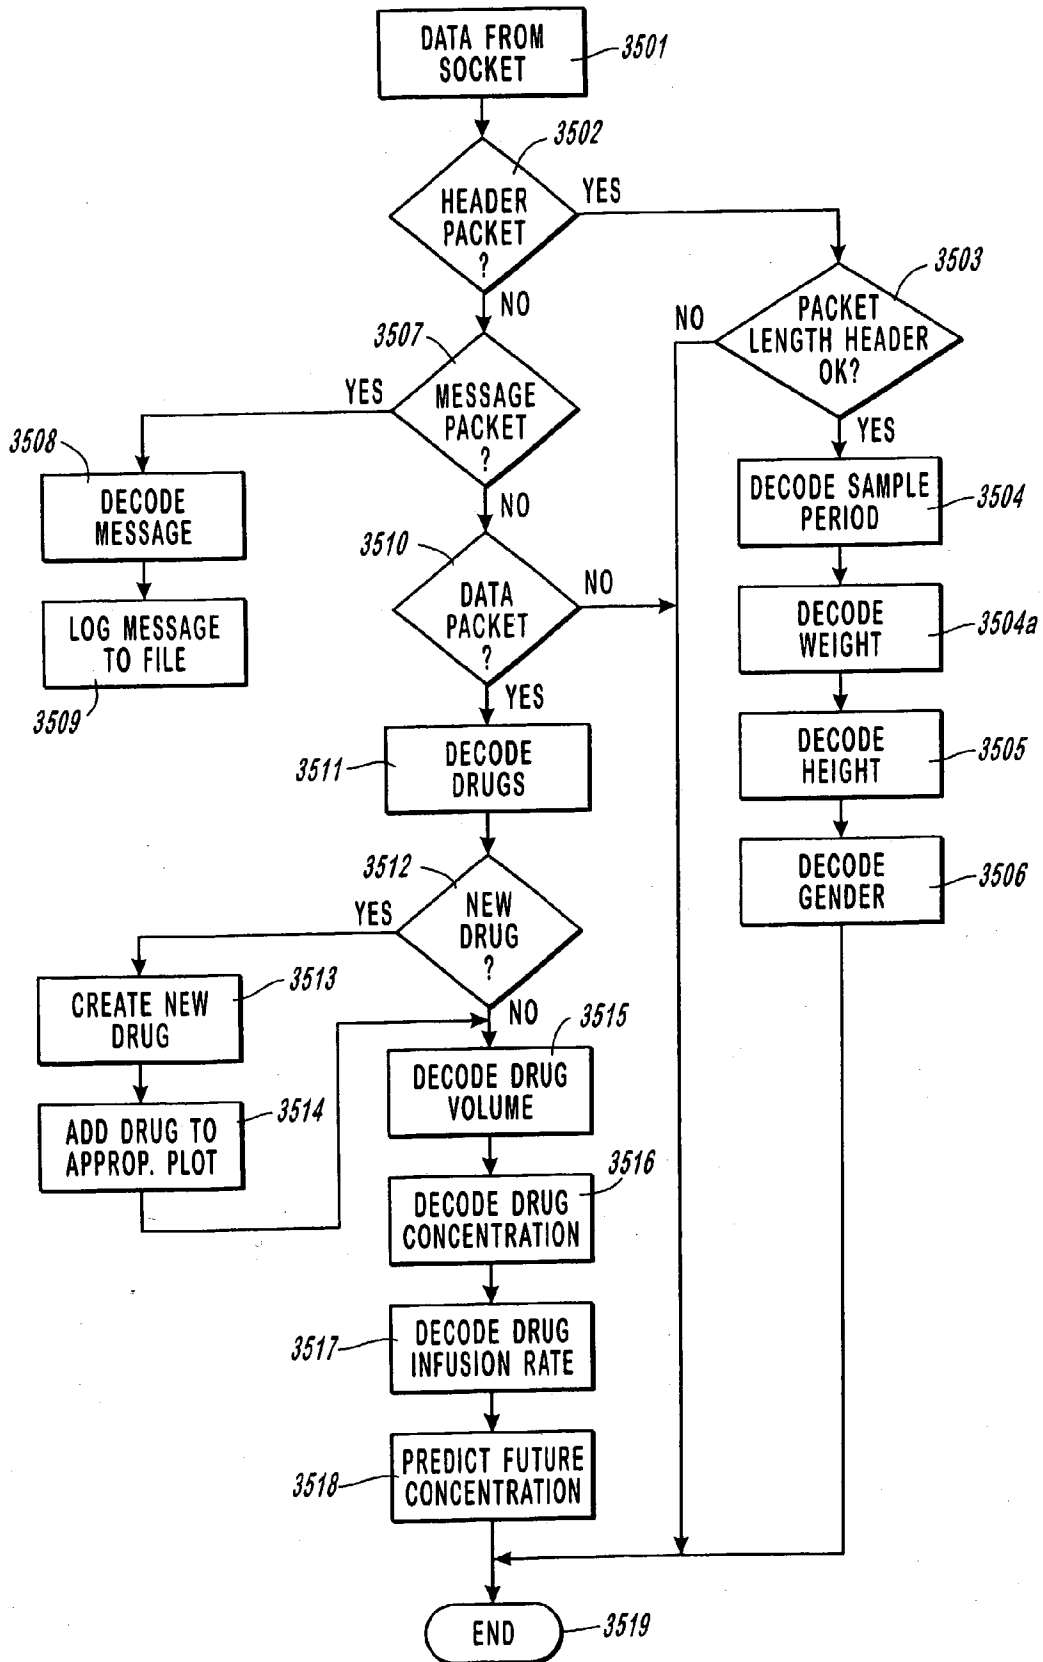 DATA FROM
SOCKET
3501
3502
HEADER
PACKET
?
YES
NO
3503
PACKET
LENGTH HEADER
OK?
NO
YES
3507
MESSAGE
PACKET
?
YES
NO
3508
DECODE
MESSAGE
LOG MESSAGE
TO FILE
3509
DECODE SAMPLE
PERIOD
3504
DECODE
WEIGHT
3504a
DECODE
HEIGHT
3505
DECODE
GENDER
3506
3510
DATA
PACKET
?
NO
YES
3511
DECODE
DRUGS
3512
NEW
DRUG
?
YES
NO
CREATE NEW
DRUG
3513
ADD DRUG TO
APPROP. PLOT
3514
3515
DECODE DRUG
VOLUME
3516
DECODE DRUG
CONCENTRATION
3517
DECODE DRUG
INFUSION RATE
3518
PREDICT FUTURE
CONCENTRATION
END
3519